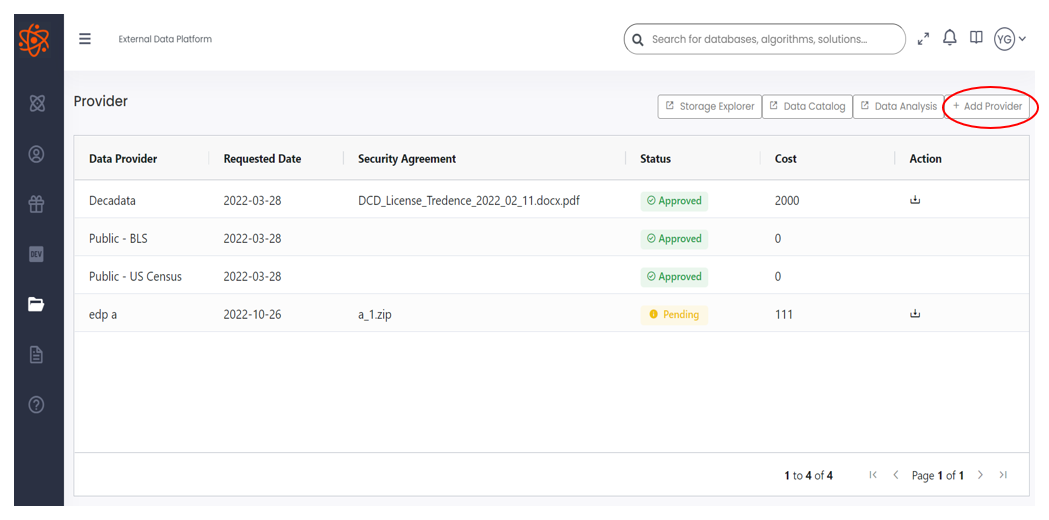 External Data Platform
Search for databases, algorithms, solutions...
YG
Provider
Storage Explorer Data Catalog Data Analysis + Add Provider
Data Provider Requested Date Security Agreement Status Cost Action
Decadata 2022-03-28 DCD_License_Tredence_2022_02_11.docx.pdf Approved 2000
Public - BLS 2022-03-28 Approved 0
Public - US Census 2022-03-28 Approved 0
edp a 2022-10-26 a_1.zip Pending 111
DEV
1 to 4 of 4 Page 1 of 1